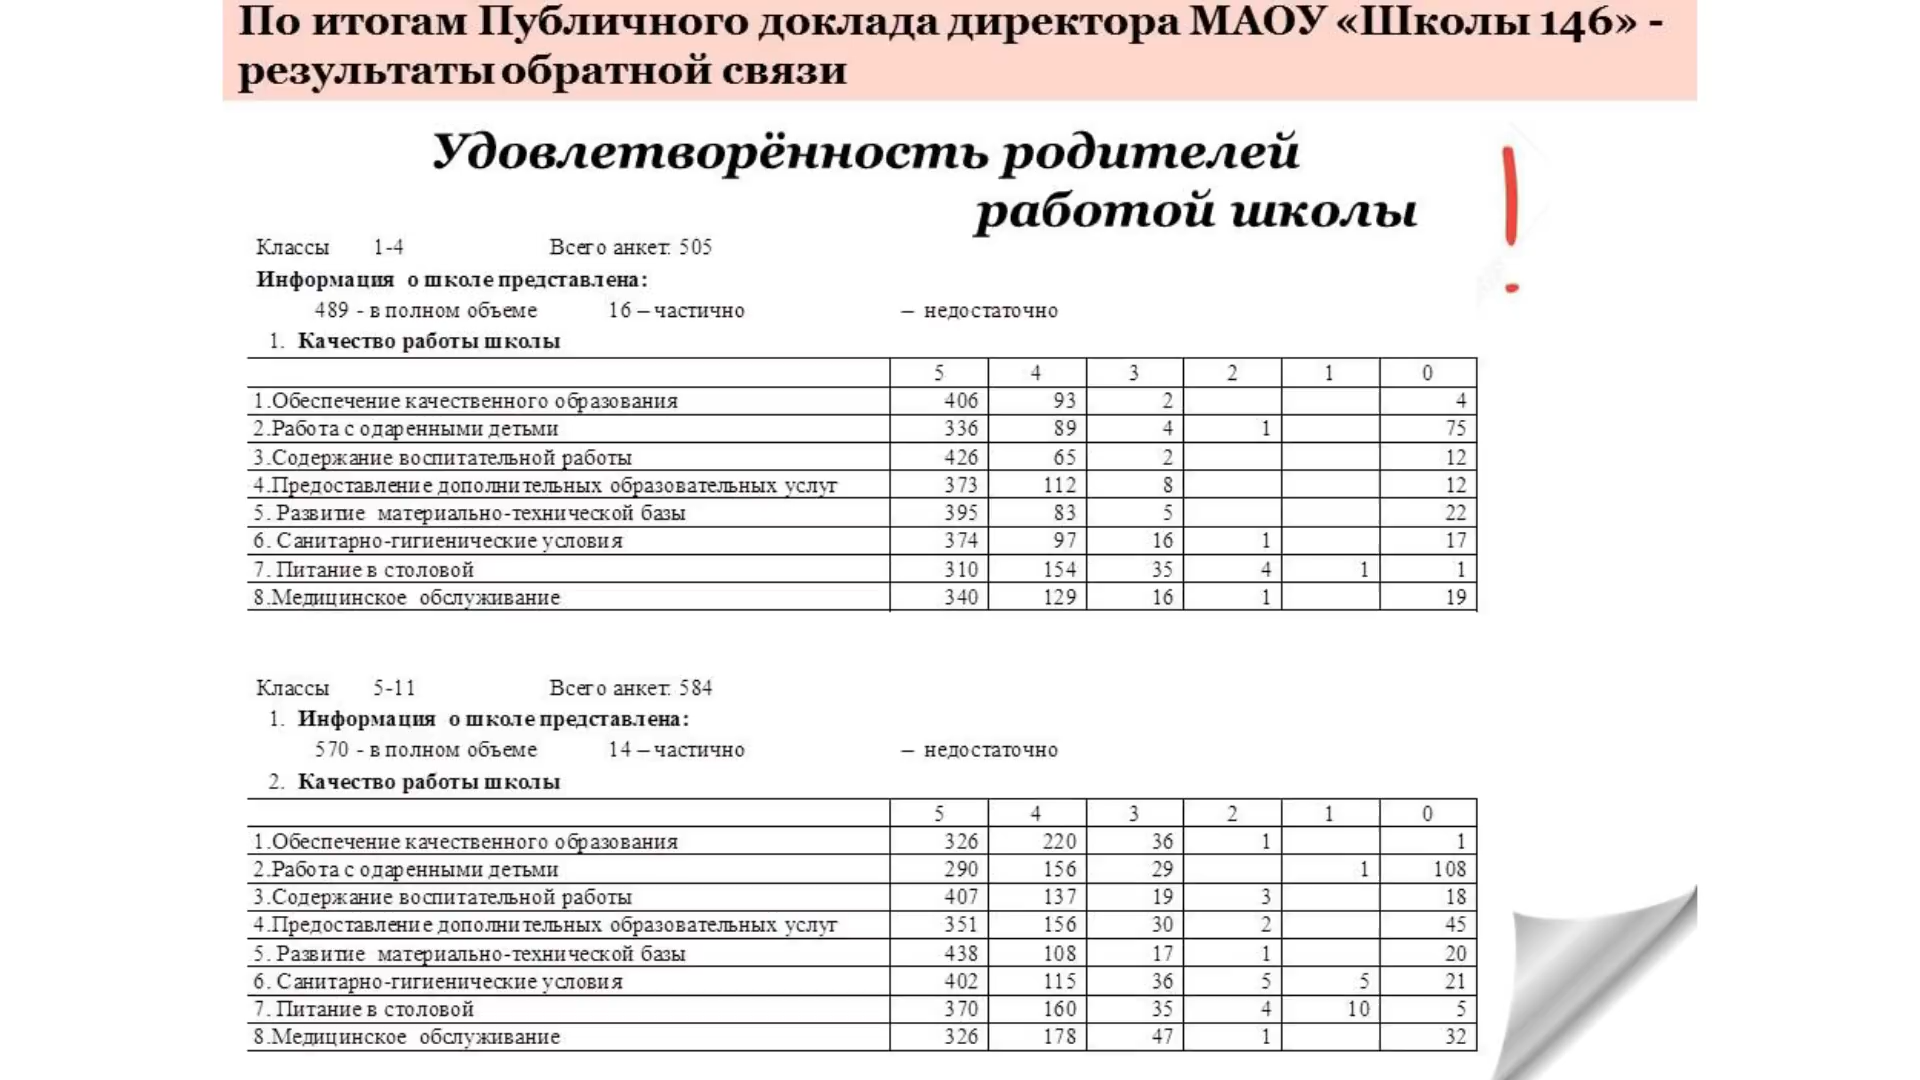 По итогам Публичного доклада директора МАОУ «Школы 146» -
результаты обратной связи
Удовлетворённость родителей
работой школы
Классы 1-4 Всего анкет: 505
Информация о школе представлена:
489 - в полном объеме 16 – частично – недостаточно
1. Качество работы школы
5 4 3 2 1 0
1.Обеспечение качественного образования 406 93 2 4
2.Работа с одаренными детьми 336 89 4 1 75
3.Содержание воспитательной работы 426 65 2 12
4.Предоставление дополнительных образовательных услуг 373 112 8 12
5. Развитие материально-технической базы 395 83 5 22
6. Санитарно-гигиенические условия 374 97 16 1 17
7. Питание в столовой 310 154 35 4 1 1
8.Медицинское обслуживание 340 129 16 1 19
Классы 5-11 Всего анкет: 584
1. Информация о школе представлена:
570 - в полном объеме 14 – частично – недостаточно
2. Качество работы школы
5 4 3 2 1 0
1.Обеспечение качественного образования 326 220 36 1 1
2.Работа с одаренными детьми 290 156 29 1 108
3.Содержание воспитательной работы 407 137 19 3 18
4.Предоставление дополнительных образовательных услуг 351 156 30 2 45
5. Развитие материально-технической базы 438 108 17 1 20
6. Санитарно-гигиенические условия 402 115 36 5 5 21
7. Питание в столовой 370 160 35 4 10 5
8.Медицинское обслуживание 326 178 47 1 32